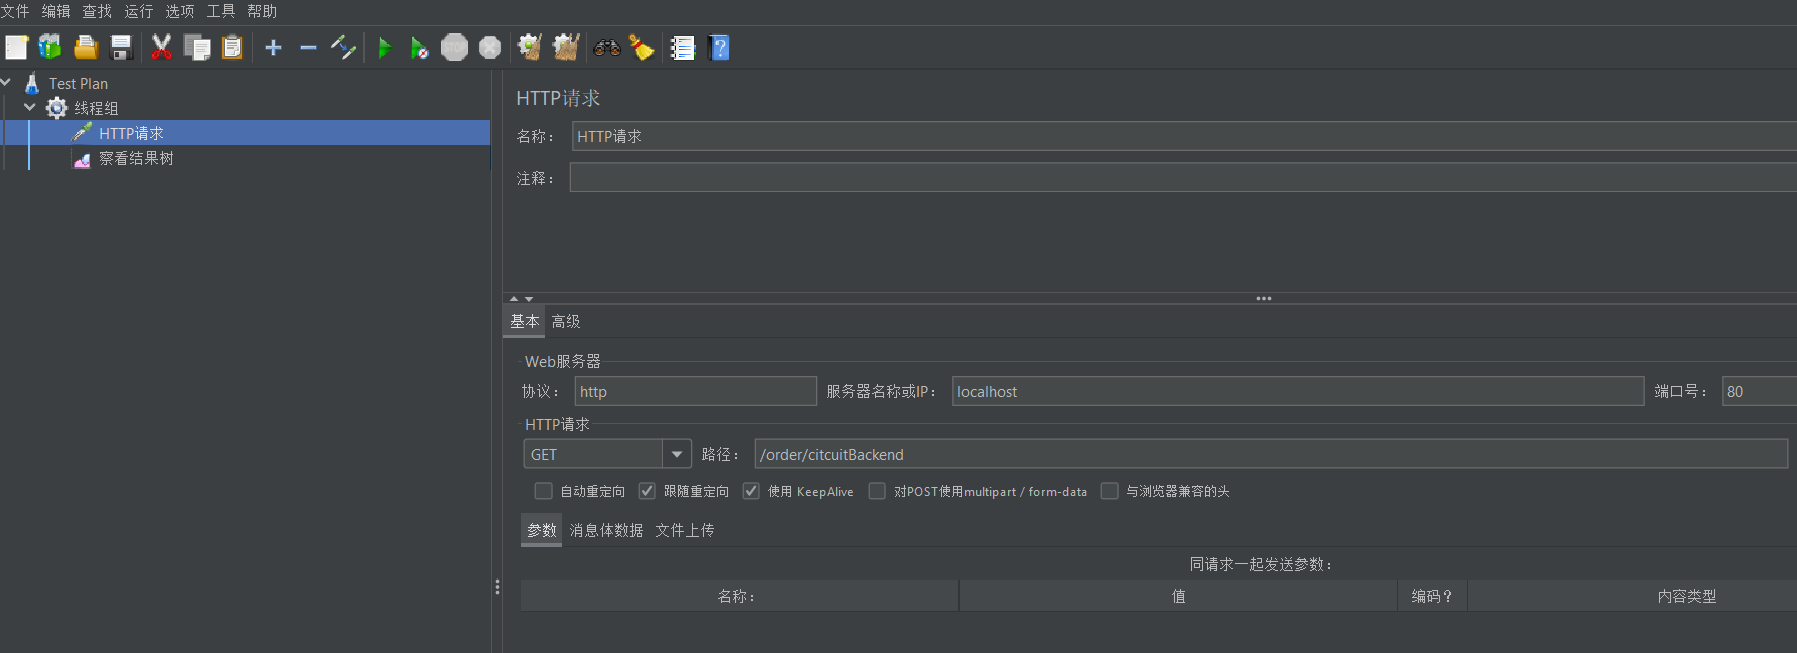 文件 编辑 查找 运行 选项 工具 帮助
STOP
Test Plan
线程组
HTTP请求
察看结果树
HTTP请求
名称： HTTP请求
注释：
基本 高级
Web服务器
协议： http 服务器名称或IP： localhost 端口号： 80
HTTP请求
GET 路径： /order/citcuitBackend
自动重定向 跟随重定向 使用 KeepAlive 对POST使用multipart / form-data 与浏览器兼容的头
参数 消息体数据 文件上传
同请求一起发送参数：
名称： 值 编码？ 内容类型